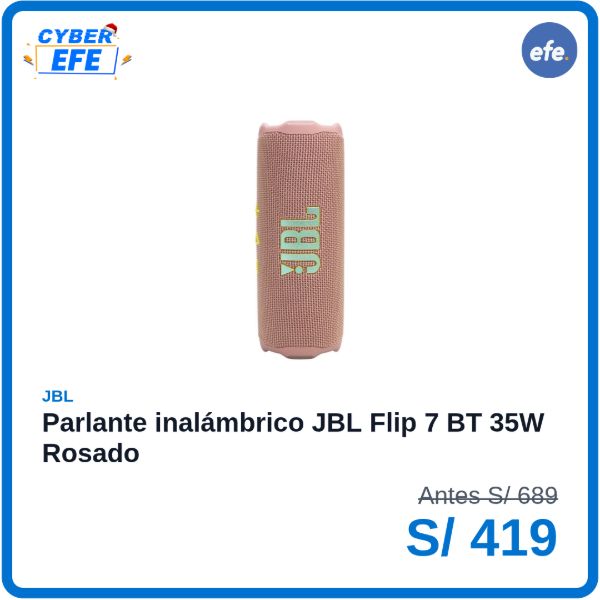 CYBER
EFE
efe.
JBL
JBL
Parlante inalámbrico JBL Flip 7 BT 35W
Rosado
Antes S/ 689
S/ 419